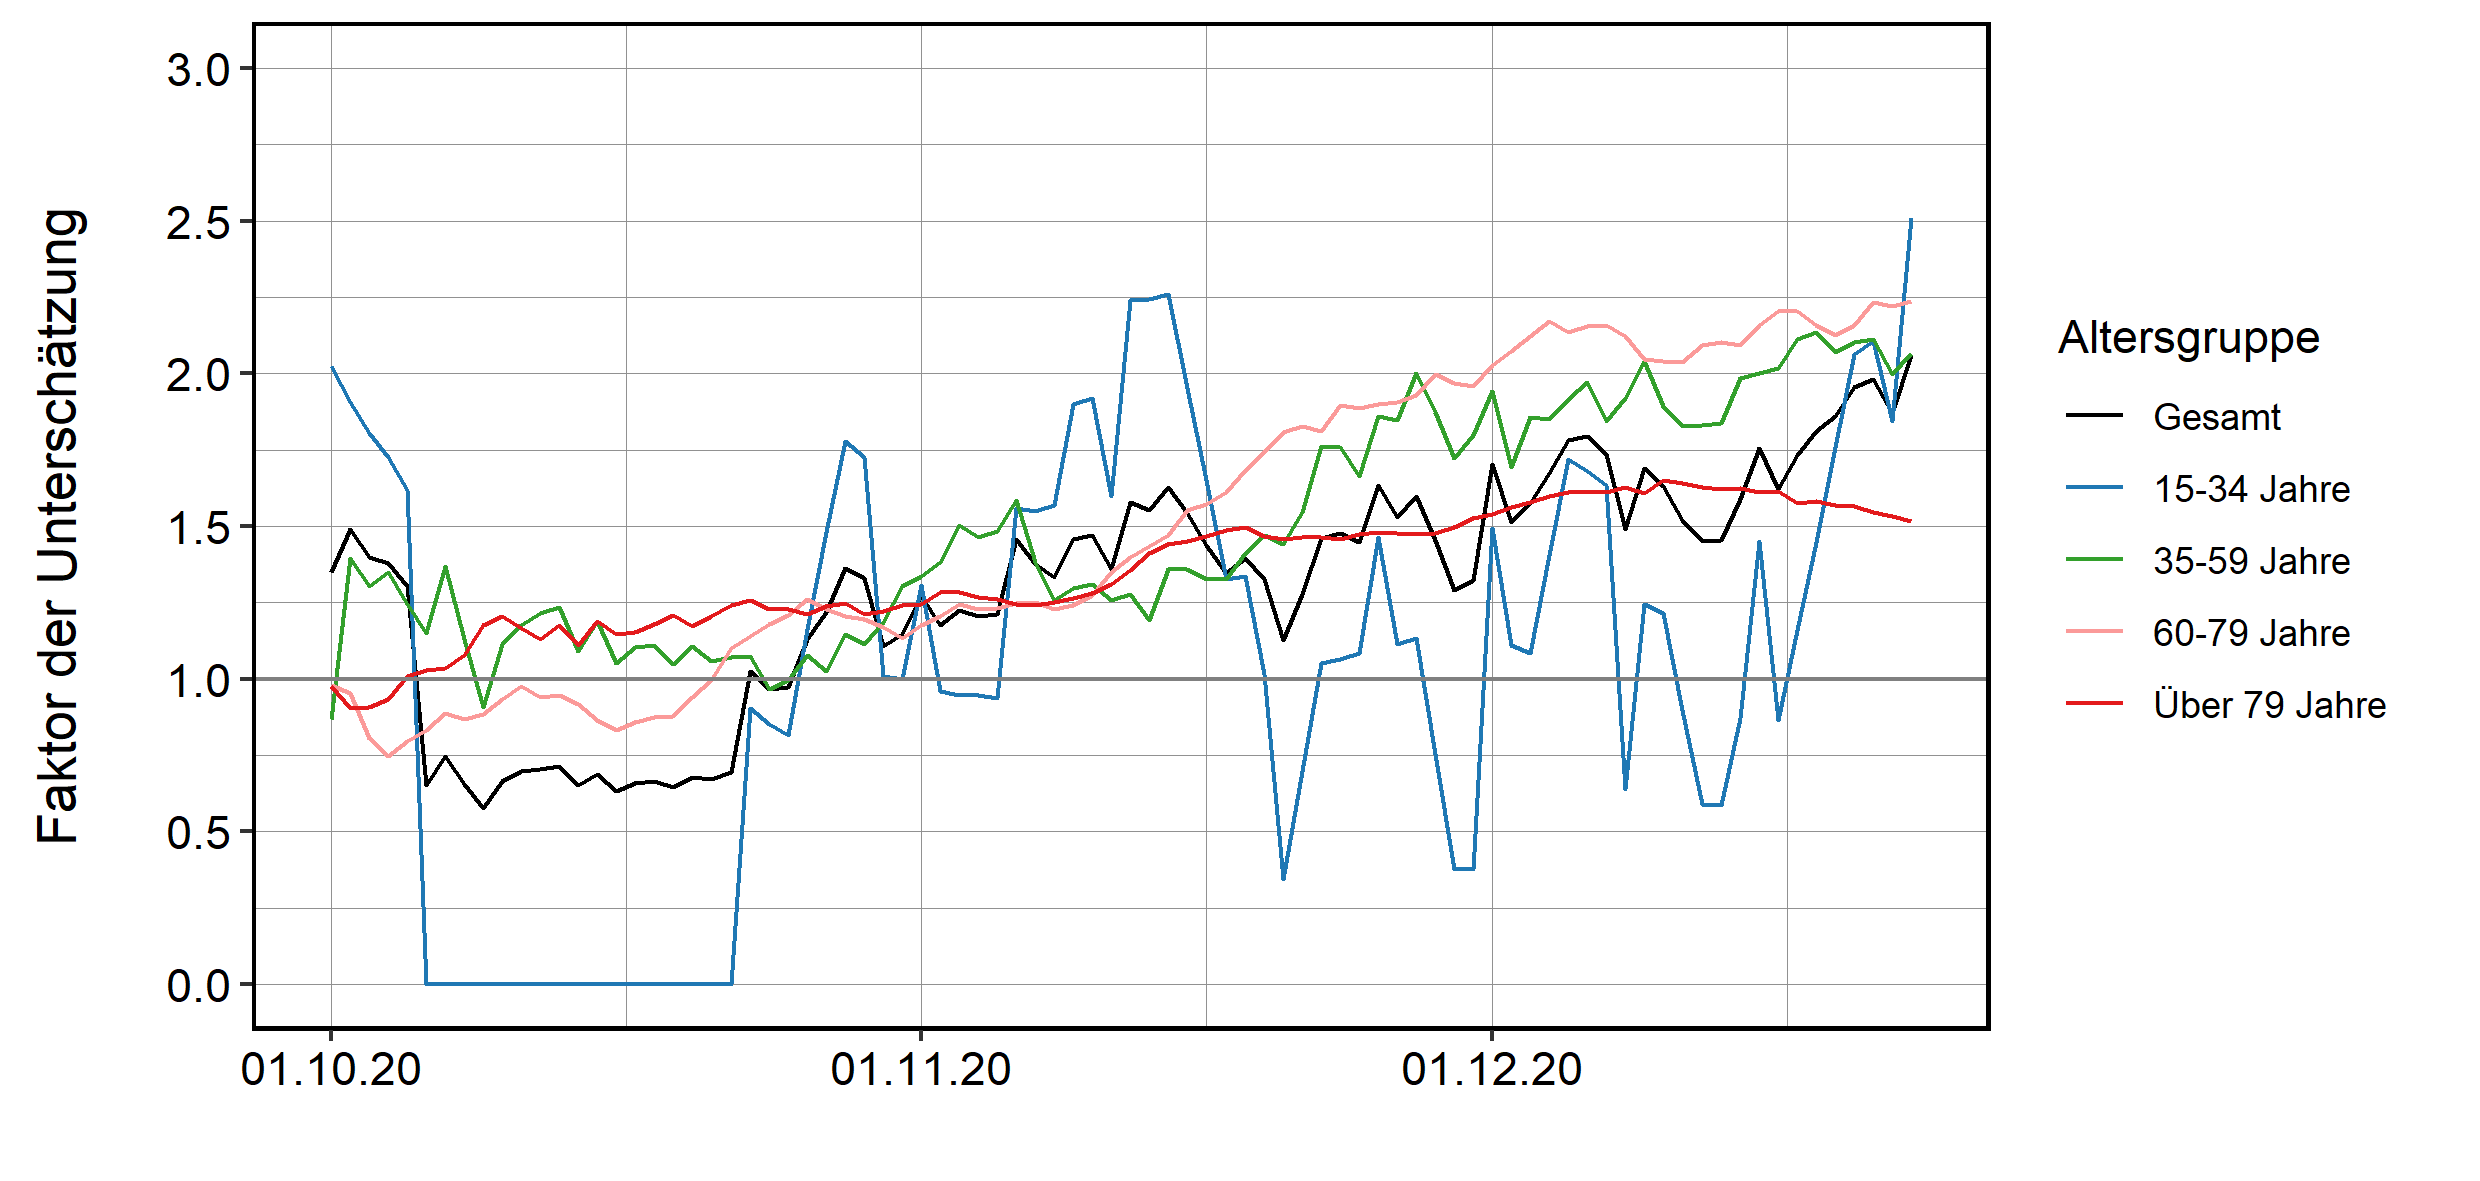 Faktor der Unterschätzung
3.0
2.5
2.0
1.5
1.0
0.5
0.0
01.10.20
01.11.20
01.12.20
Altersgruppe
Gesamt
15-34 Jahre
35-59 Jahre
60-79 Jahre
Über 79 Jahre